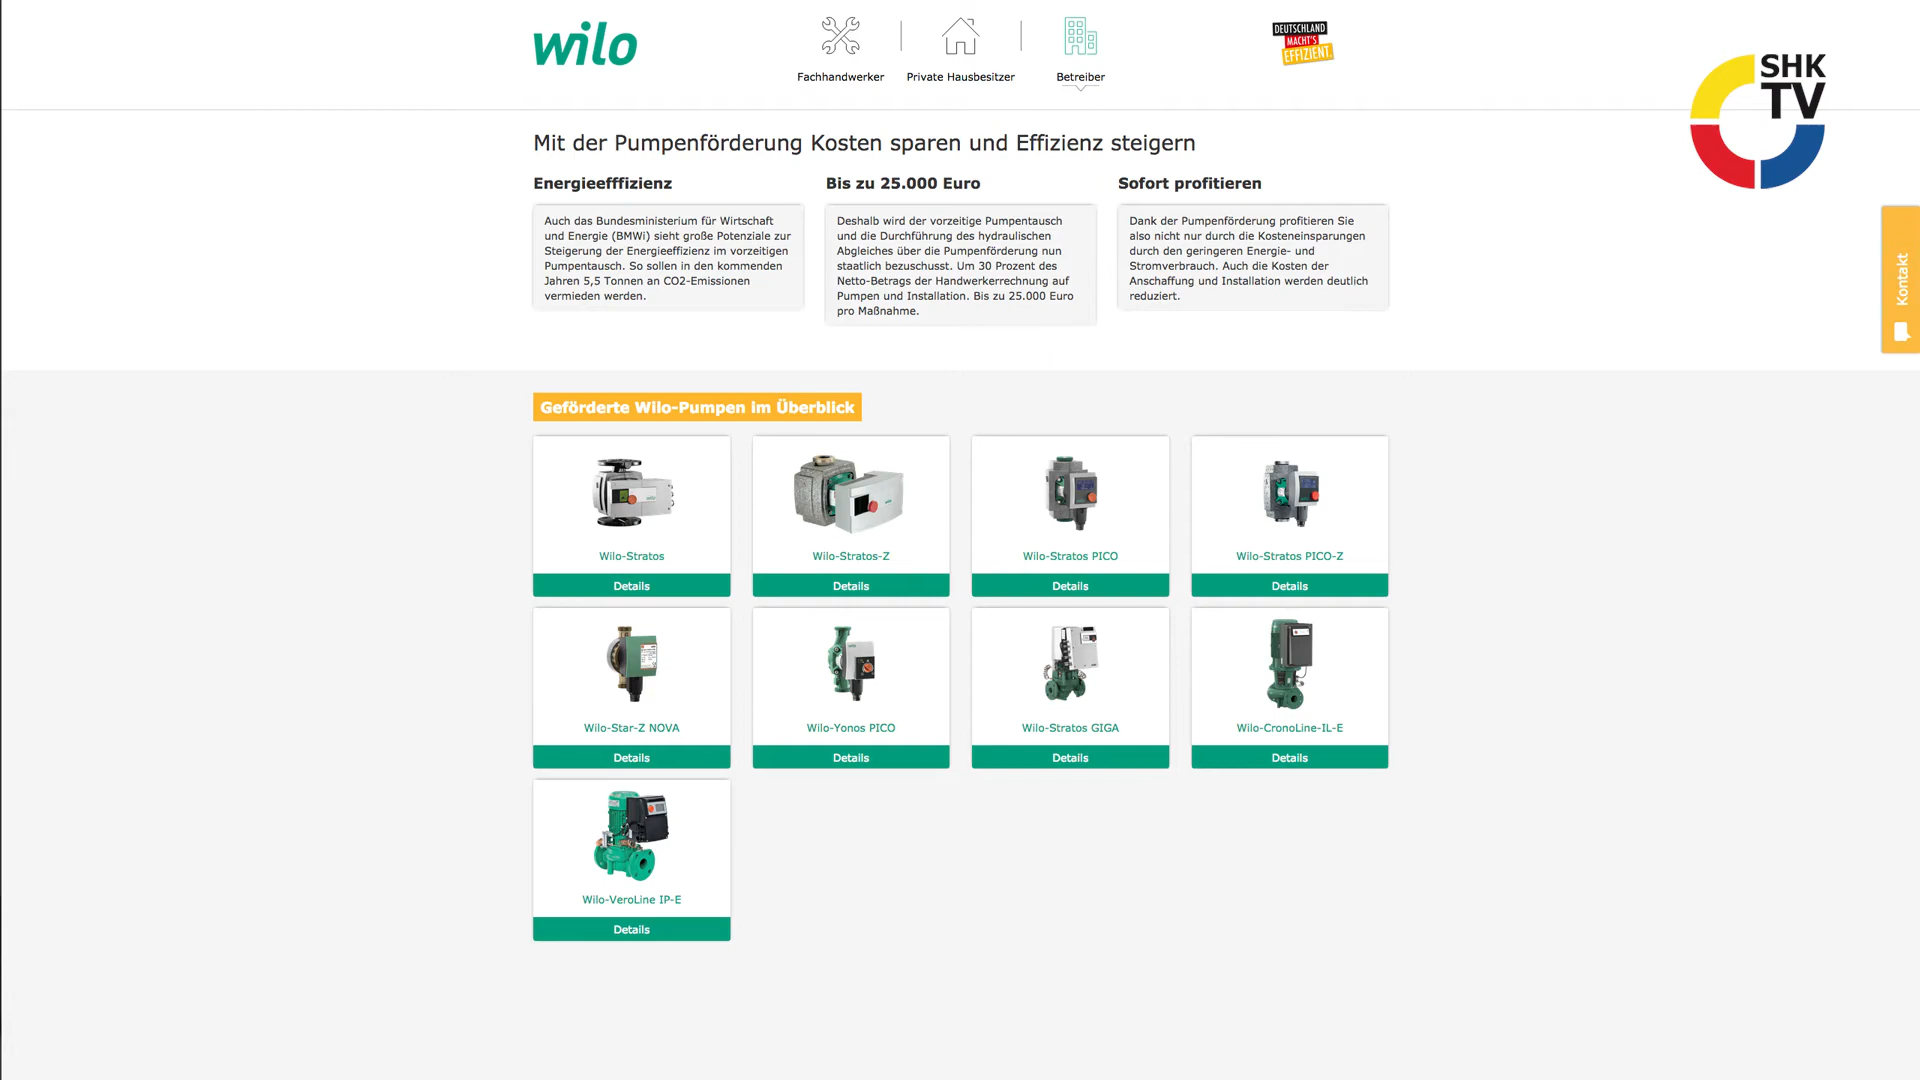 wilo
Fachhandwerker
Private Hausbesitzer
Betreiber
DEUTSCHLAND
MACHT'S
EFFIZIENT.
SHK
TV
Kontakt
Mit der Pumpenförderung Kosten sparen und Effizienz steigern
Energieefffizienz
Auch das Bundesministerium für Wirtschaft
und Energie (BMWi) sieht große Potenziale zur
Steigerung der Energieeffizienz im vorzeitigen
Pumpentausch. So sollen in den kommenden
Jahren 5,5 Tonnen an CO2-Emissionen
vermieden werden.
Bis zu 25.000 Euro
Deshalb wird der vorzeitige Pumpentausch
und die Durchführung des hydraulischen
Abgleiches über die Pumpenförderung nun
staatlich bezuschusst. Um 30 Prozent des
Netto-Betrags der Handwerkerrechnung auf
Pumpen und Installation. Bis zu 25.000 Euro
pro Maßnahme.
Sofort profitieren
Dank der Pumpenförderung profitieren Sie
also nicht nur durch die Kosteneinsparungen
durch den geringeren Energie- und
Stromverbrauch. Auch die Kosten der
Anschaffung und Installation werden deutlich
reduziert.
Geförderte Wilo-Pumpen im Überblick
Wilo-Stratos
Details
Wilo-Stratos-Z
Details
Wilo-Stratos PICO
Details
Wilo-Stratos PICO-Z
Details
Wilo-Star-Z NOVA
Details
Wilo-Yonos PICO
Details
Wilo-Stratos GIGA
Details
Wilo-CronoLine-IL-E
Details
Wilo-VeroLine IP-E
Details